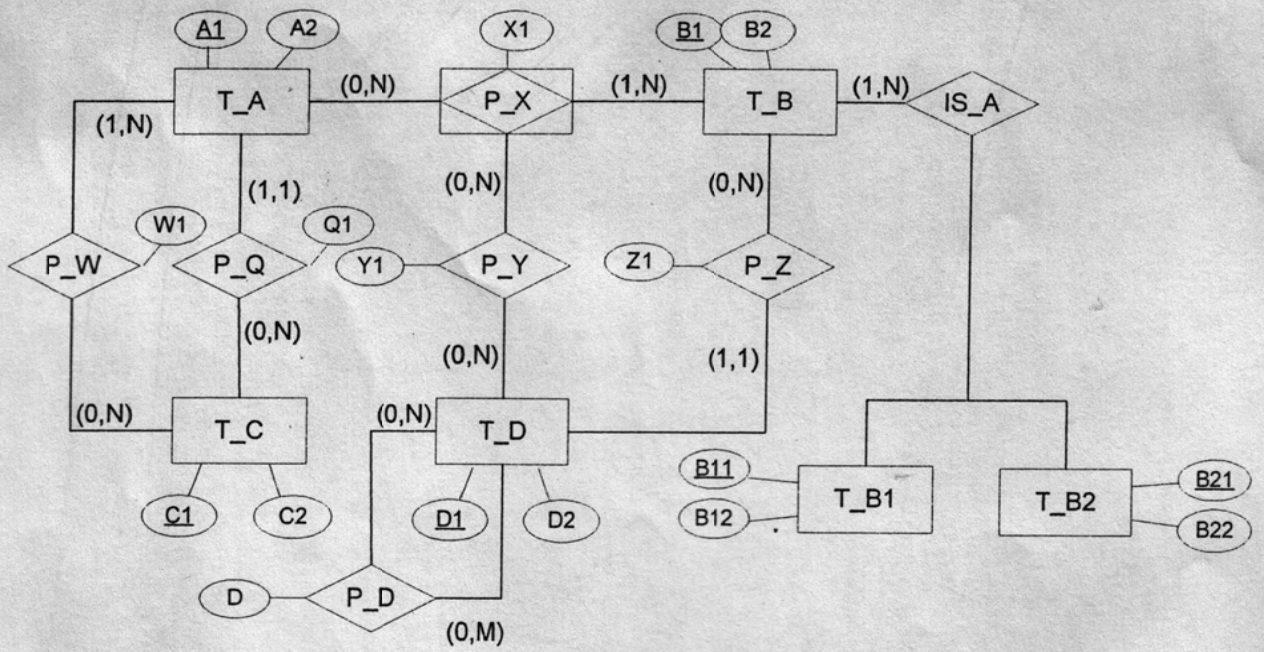 A1 A2 X1 B1 B2
T_A (0,N) P_X (1,N) T_B (1,N) IS_A
(1,N)
(1,1) (0,N) (0,N)
W1 Q1
P_W P_Q Y1 P_Y Z1 P_Z
(0,N)
(0,N) (1,1)
(0,N) (0,N)
T_C T_D
B11 B21
T_B1 T_B2
C1 C2 D1 D2 B12 B22
D P_D
(0,M)